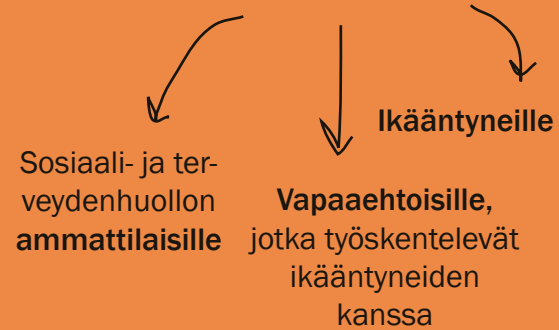 Ikääntyneille
Sosiaali- ja ter-
veydenhuollon
ammattilaisille
Vapaaehtoisille,
jotka työskentelevät
ikääntyneiden
kanssa